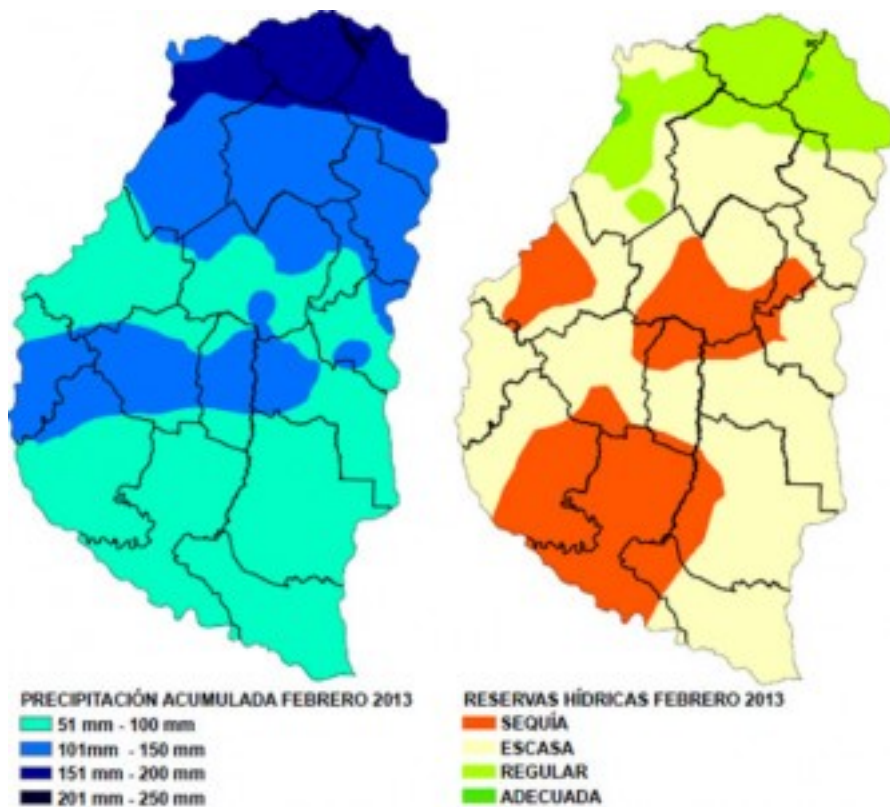 PRECIPITACIÓN ACUMULADA FEBRERO 2013
51 mm - 100 mm
101mm - 150 mm
151 mm - 200 mm
201 mm - 250 mm
RESERVAS HÍDRICAS FEBRERO 2013
SEQUÍA
ESCASA
REGULAR
ADECUADA